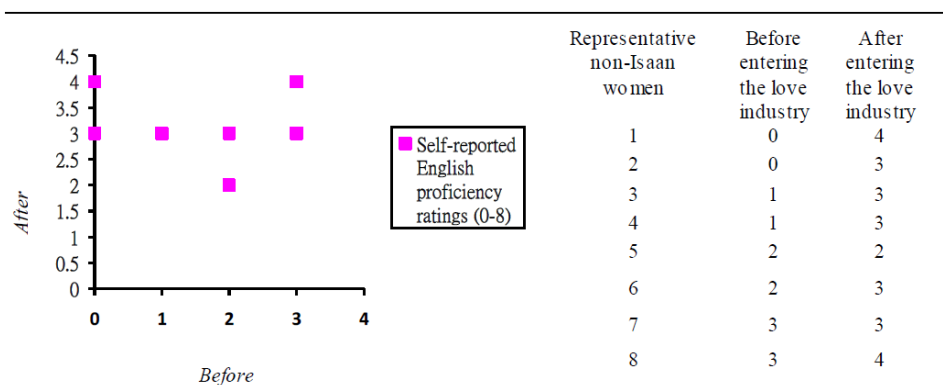 4.5
4
3.5
3
2.5
2
1.5
1
0.5
0
After
0 1 2 3 4
Before
Self-reported
English
proficiency
ratings (0-8)
Representative Before After
non-Isaan entering entering
women the love the love
industry industry
1 0 4
2 0 3
3 1 3
4 1 3
5 2 2
6 2 3
7 3 3
8 3 4